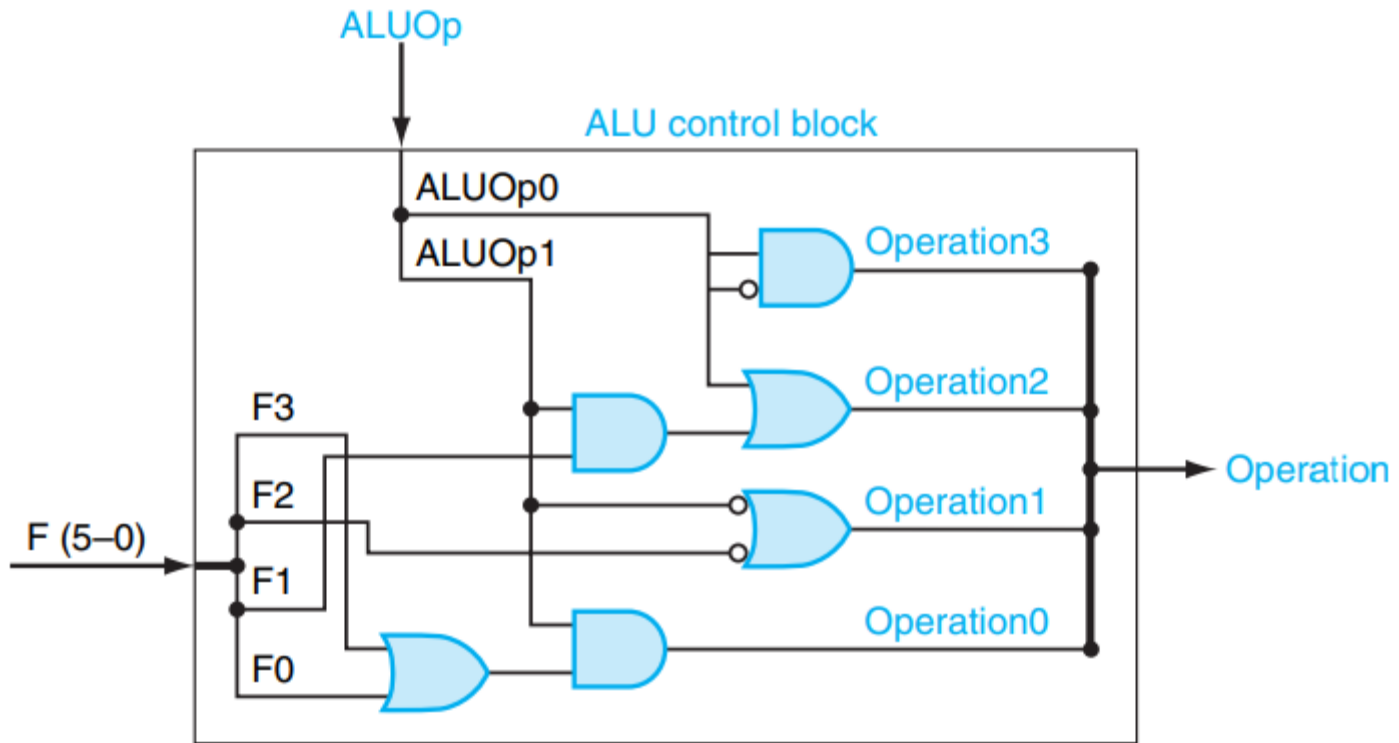 ALUOp
ALU control block
ALUOp0
ALUOp1
Operation3
Operation2
F3
F2
Operation1
Operation
F (5–0)
F1
Operation0
F0